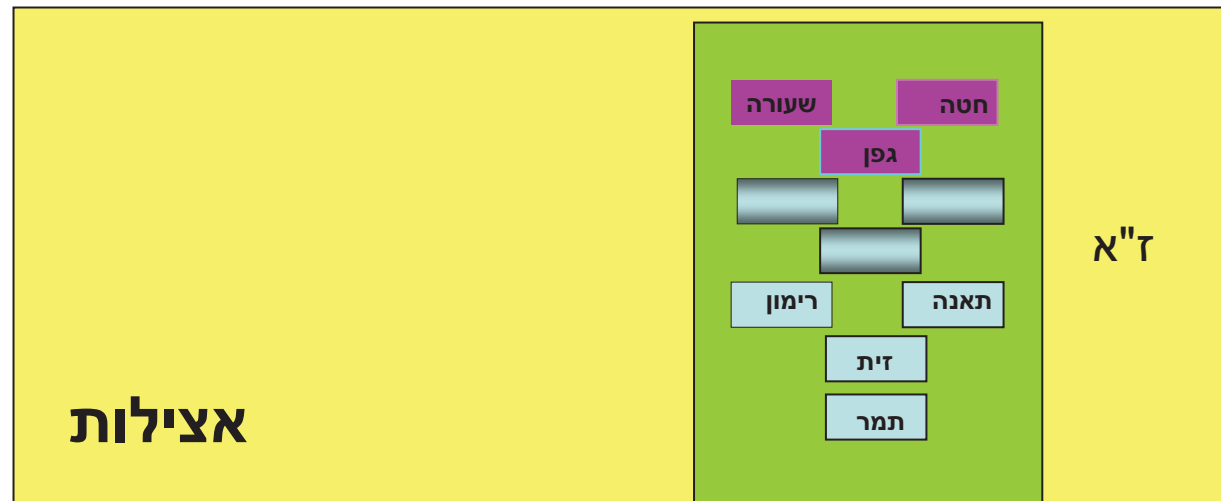 חטה
שעורה
גפן
ז"א
תאנה
רימון
זית
תמר
אצילות